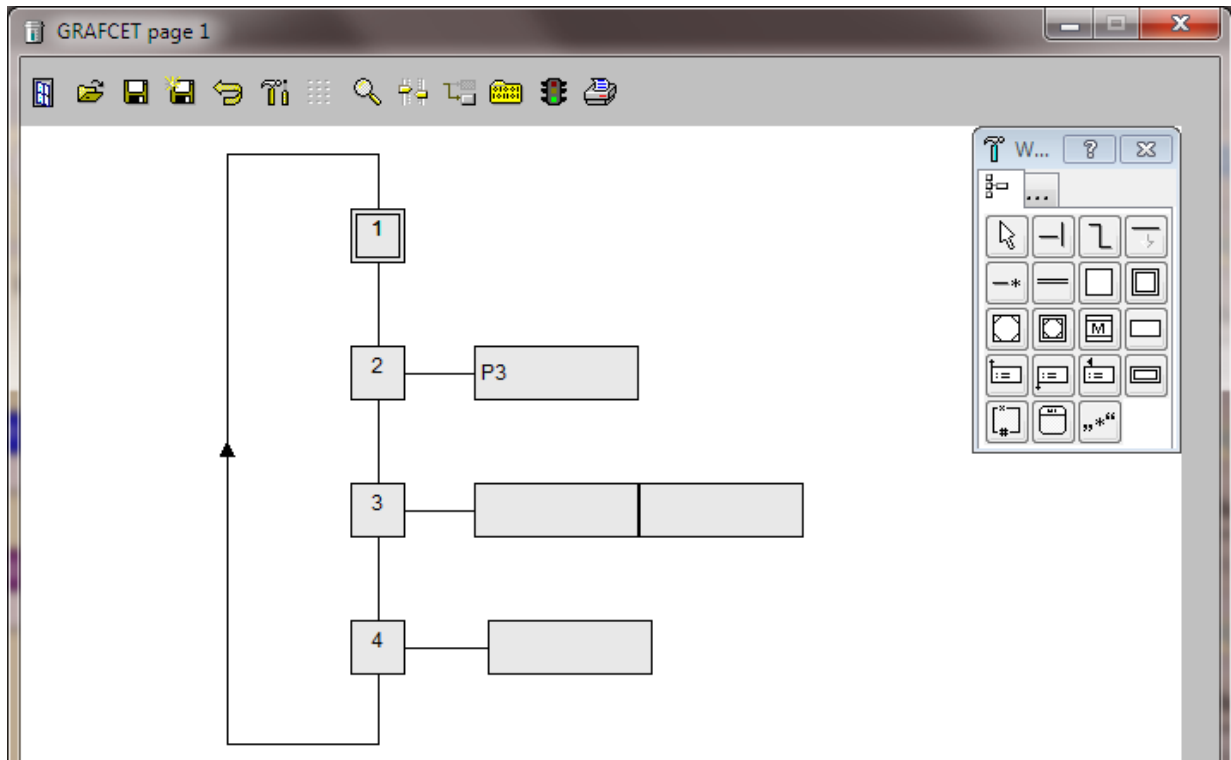 GRAFCET page 1
W...
...
1
2
P3
3
4
M
:=
:=
:=
„*“